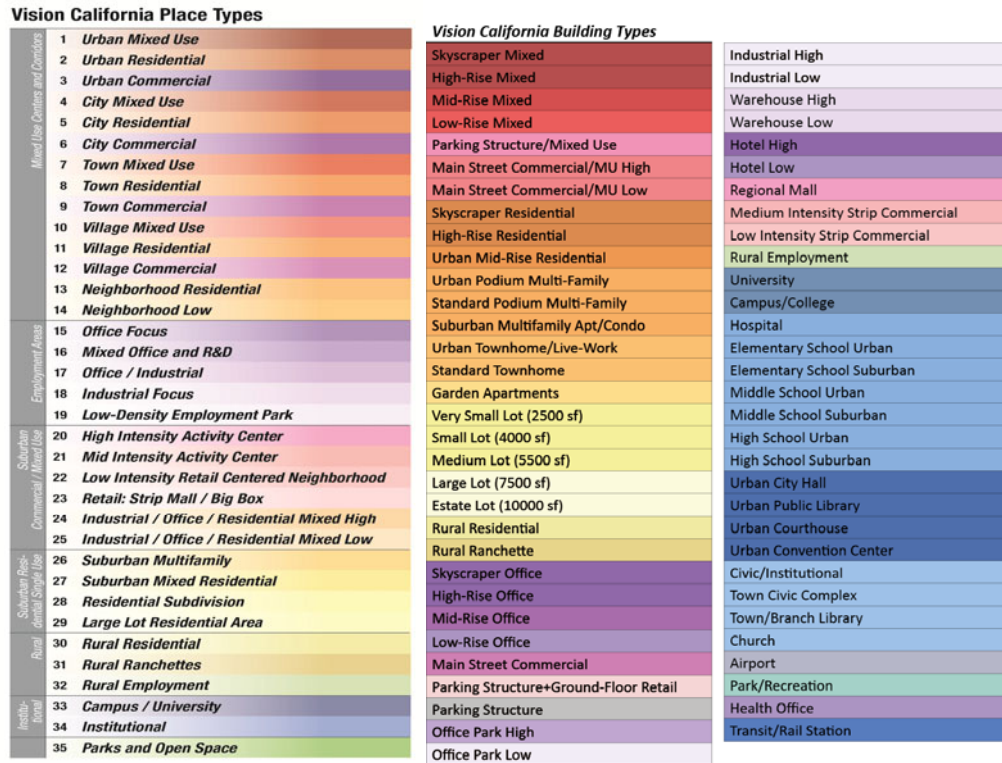 Vision California Place Types
Mixed Use Centers and Corridors
1 Urban Mixed Use
2 Urban Residential
3 Urban Commercial
4 City Mixed Use
5 City Residential
6 City Commercial
7 Town Mixed Use
8 Town Residential
9 Town Commercial
10 Village Mixed Use
11 Village Residential
12 Village Commercial
13 Neighborhood Residential
14 Neighborhood Low
Employment Areas
15 Office Focus
16 Mixed Office and R&D
17 Office / Industrial
18 Industrial Focus
19 Low-Density Employment Park
Suburban
Commercial / Mixed Use
20 High Intensity Activity Center
21 Mid Intensity Activity Center
22 Low Intensity Retail Centered Neighborhood
23 Retail: Strip Mall / Big Box
24 Industrial / Office / Residential Mixed High
25 Industrial / Office / Residential Mixed Low
Suburban Resi-
dential Single Use
26 Suburban Multifamily
27 Suburban Mixed Residential
28 Residential Subdivision
29 Large Lot Residential Area
Rural
30 Rural Residential
31 Rural Ranchettes
32 Rural Employment
Institu-
tional
33 Campus / University
34 Institutional
35 Parks and Open Space
Vision California Building Types
Skyscraper Mixed
High-Rise Mixed
Mid-Rise Mixed
Low-Rise Mixed
Parking Structure/Mixed Use
Main Street Commercial/MU High
Main Street Commercial/MU Low
Skyscraper Residential
High-Rise Residential
Urban Mid-Rise Residential
Urban Podium Multi-Family
Standard Podium Multi-Family
Suburban Multifamily Apt/Condo
Urban Townhome/Live-Work
Standard Townhome
Garden Apartments
Very Small Lot (2500 sf)
Small Lot (4000 sf)
Medium Lot (5500 sf)
Large Lot (7500 sf)
Estate Lot (10000 sf)
Rural Residential
Rural Ranchette
Skyscraper Office
High-Rise Office
Mid-Rise Office
Low-Rise Office
Main Street Commercial
Parking Structure+Ground-Floor Retail
Parking Structure
Office Park High
Office Park Low
Industrial High
Industrial Low
Warehouse High
Warehouse Low
Hotel High
Hotel Low
Regional Mall
Medium Intensity Strip Commercial
Low Intensity Strip Commercial
Rural Employment
University
Campus/College
Hospital
Elementary School Urban
Elementary School Suburban
Middle School Urban
Middle School Suburban
High School Urban
High School Suburban
Urban City Hall
Urban Public Library
Urban Courthouse
Urban Convention Center
Civic/Institutional
Town Civic Complex
Town/Branch Library
Church
Airport
Park/Recreation
Health Office
Transit/Rail Station